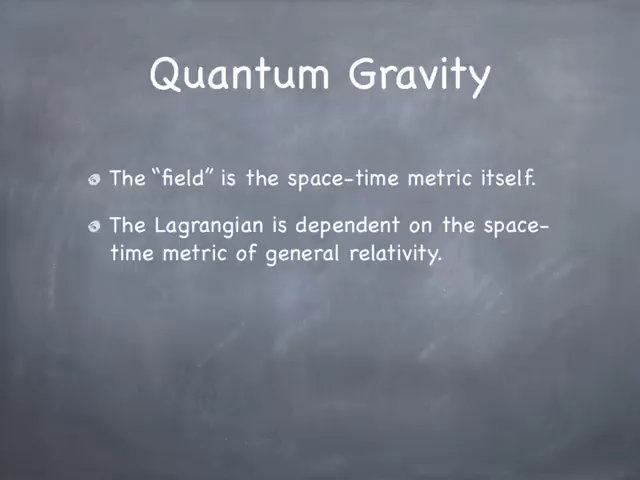 Quantum Gravity
The “field” is the space-time metric itself.
The Lagrangian is dependent on the space-
time metric of general relativity.